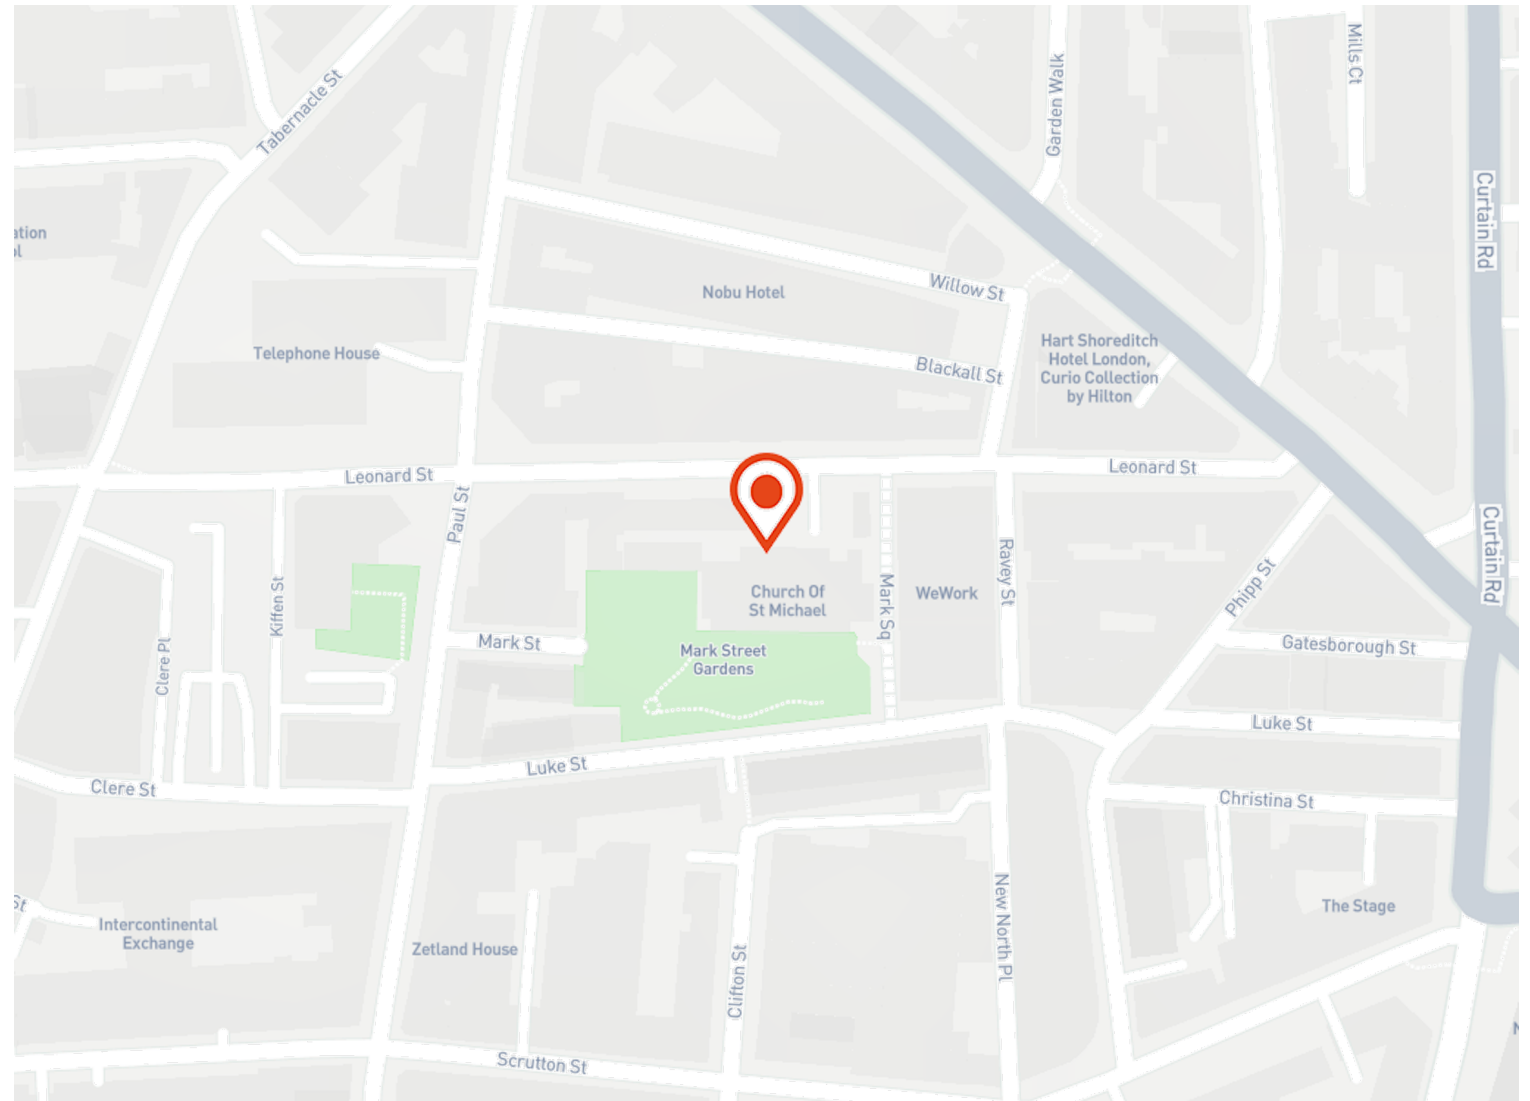 Mills Ct
Garden Walk
Tabernacle St
Curtain Rd
ation
ol
Willow St
Nobu Hotel
Hart Shoreditch
Hotel London,
Curio Collection
by Hilton
Telephone House
Blackall St
Leonard St
Leonard St
Paul St
Curtain Rd
Ravey St
Phipp St
Kiffen St
Mark Sq
Church Of
St Michael
WeWork
Clere Pl
Mark St
Mark Street
Gardens
Gatesborough St
Luke St
Luke St
Clere St
Christina St
St
The Stage
Intercontinental
Exchange
Zetland House
New North Pl
Clifton St
N
Scrutton St